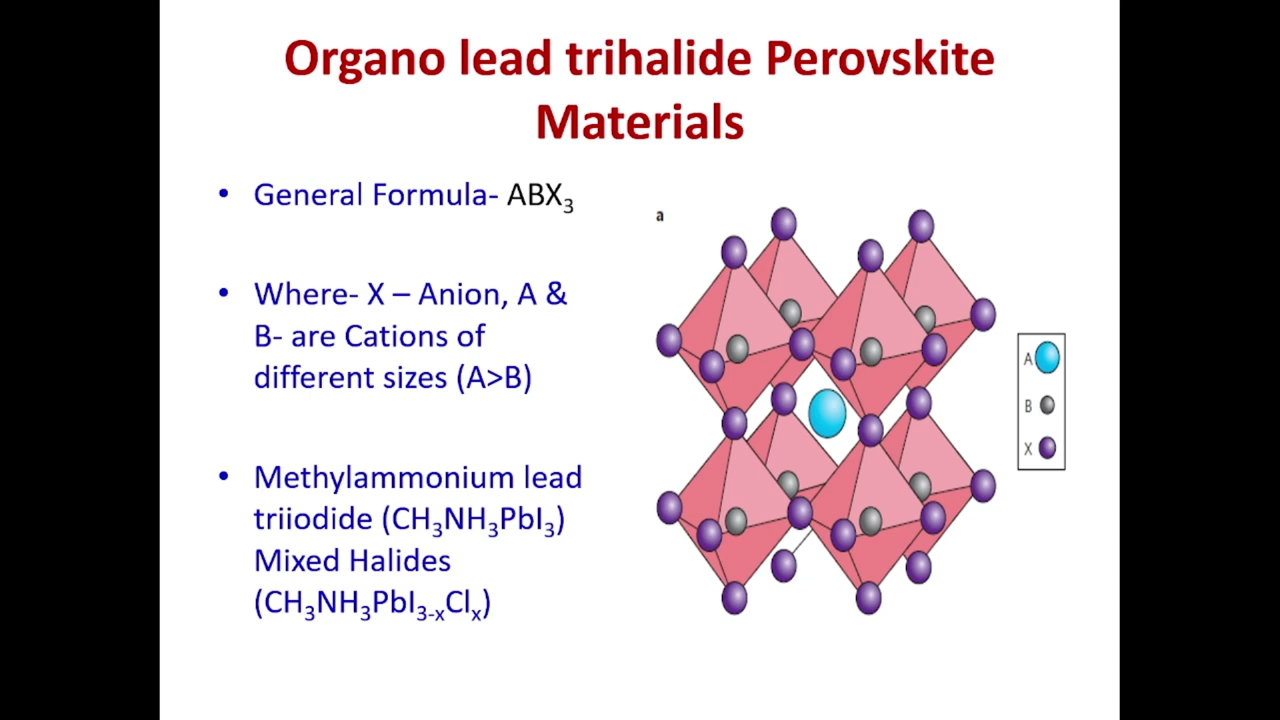 Organo lead trihalide Perovskite
Materials
• General Formula- ABX₃
• Where- X – Anion, A &
B- are Cations of
different sizes (A>B)
• Methylammonium lead
triiodide (CH₃NH₃PbI₃)
Mixed Halides
(CH₃NH₃PbI₃₋ₓClₓ)
a
A
B
X